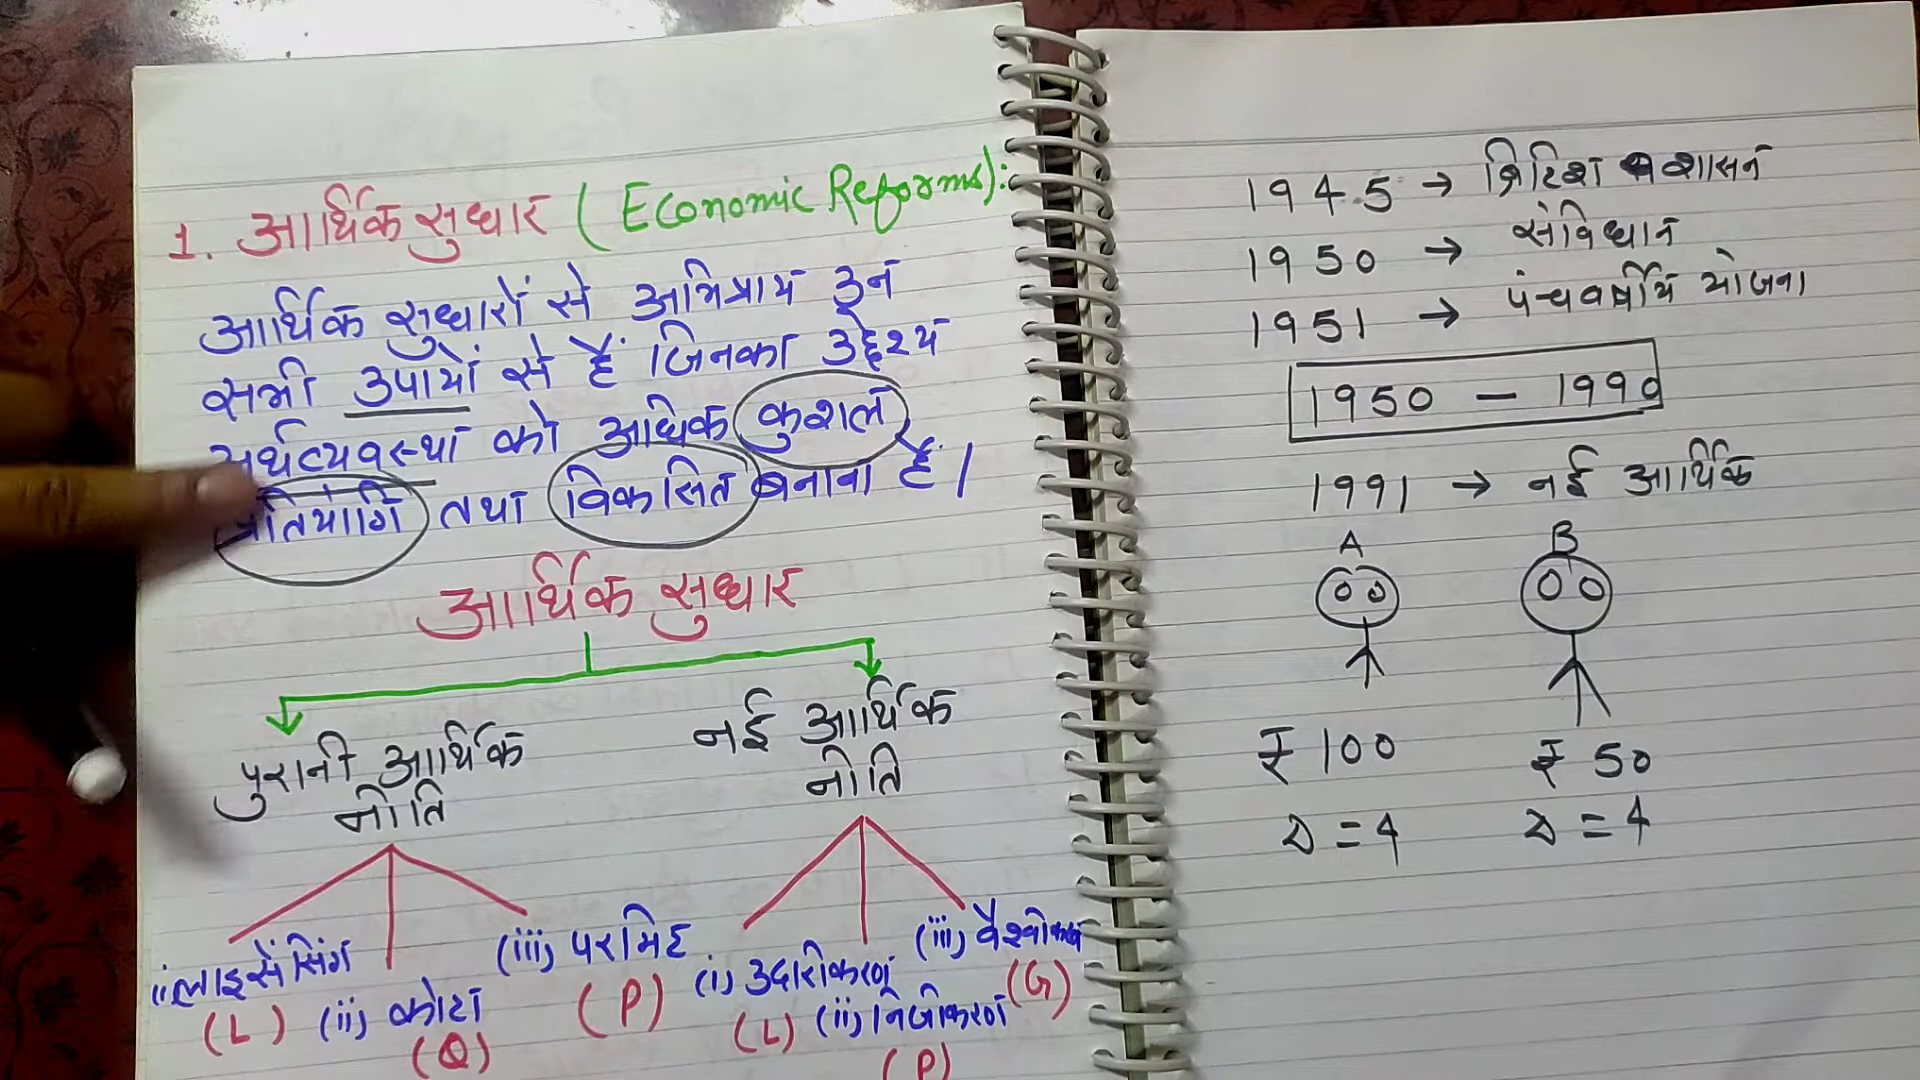 1. आर्थिक सुधार ( Economic Reforms):
आर्थिक सुधारों से अभिप्राय उन
सभी उपायों से हैं जिनका उद्देश्य
अर्थव्यवस्था को अधिक कुशल
प्रतियोगि तथा विकसित बनाना हैं।
आर्थिक सुधार
पुरानी आर्थिक
नीति
नई आर्थिक
नीति
(i) लाइसेंसिंग
(L)
(ii) कोटा
(Q)
(iii) परमिट
(P)
(i) उदारीकरण
(L)
(ii) निजीकरण
(P)
(iii) वैश्वीकरण
(G)
1945 → ब्रिटिश शासन
1950 → संविधान
1951 → पंचवर्षीय योजना
1950 — 1990
1991 → नई आर्थिक
A B
₹ 100 ₹ 50
= 4 = 4